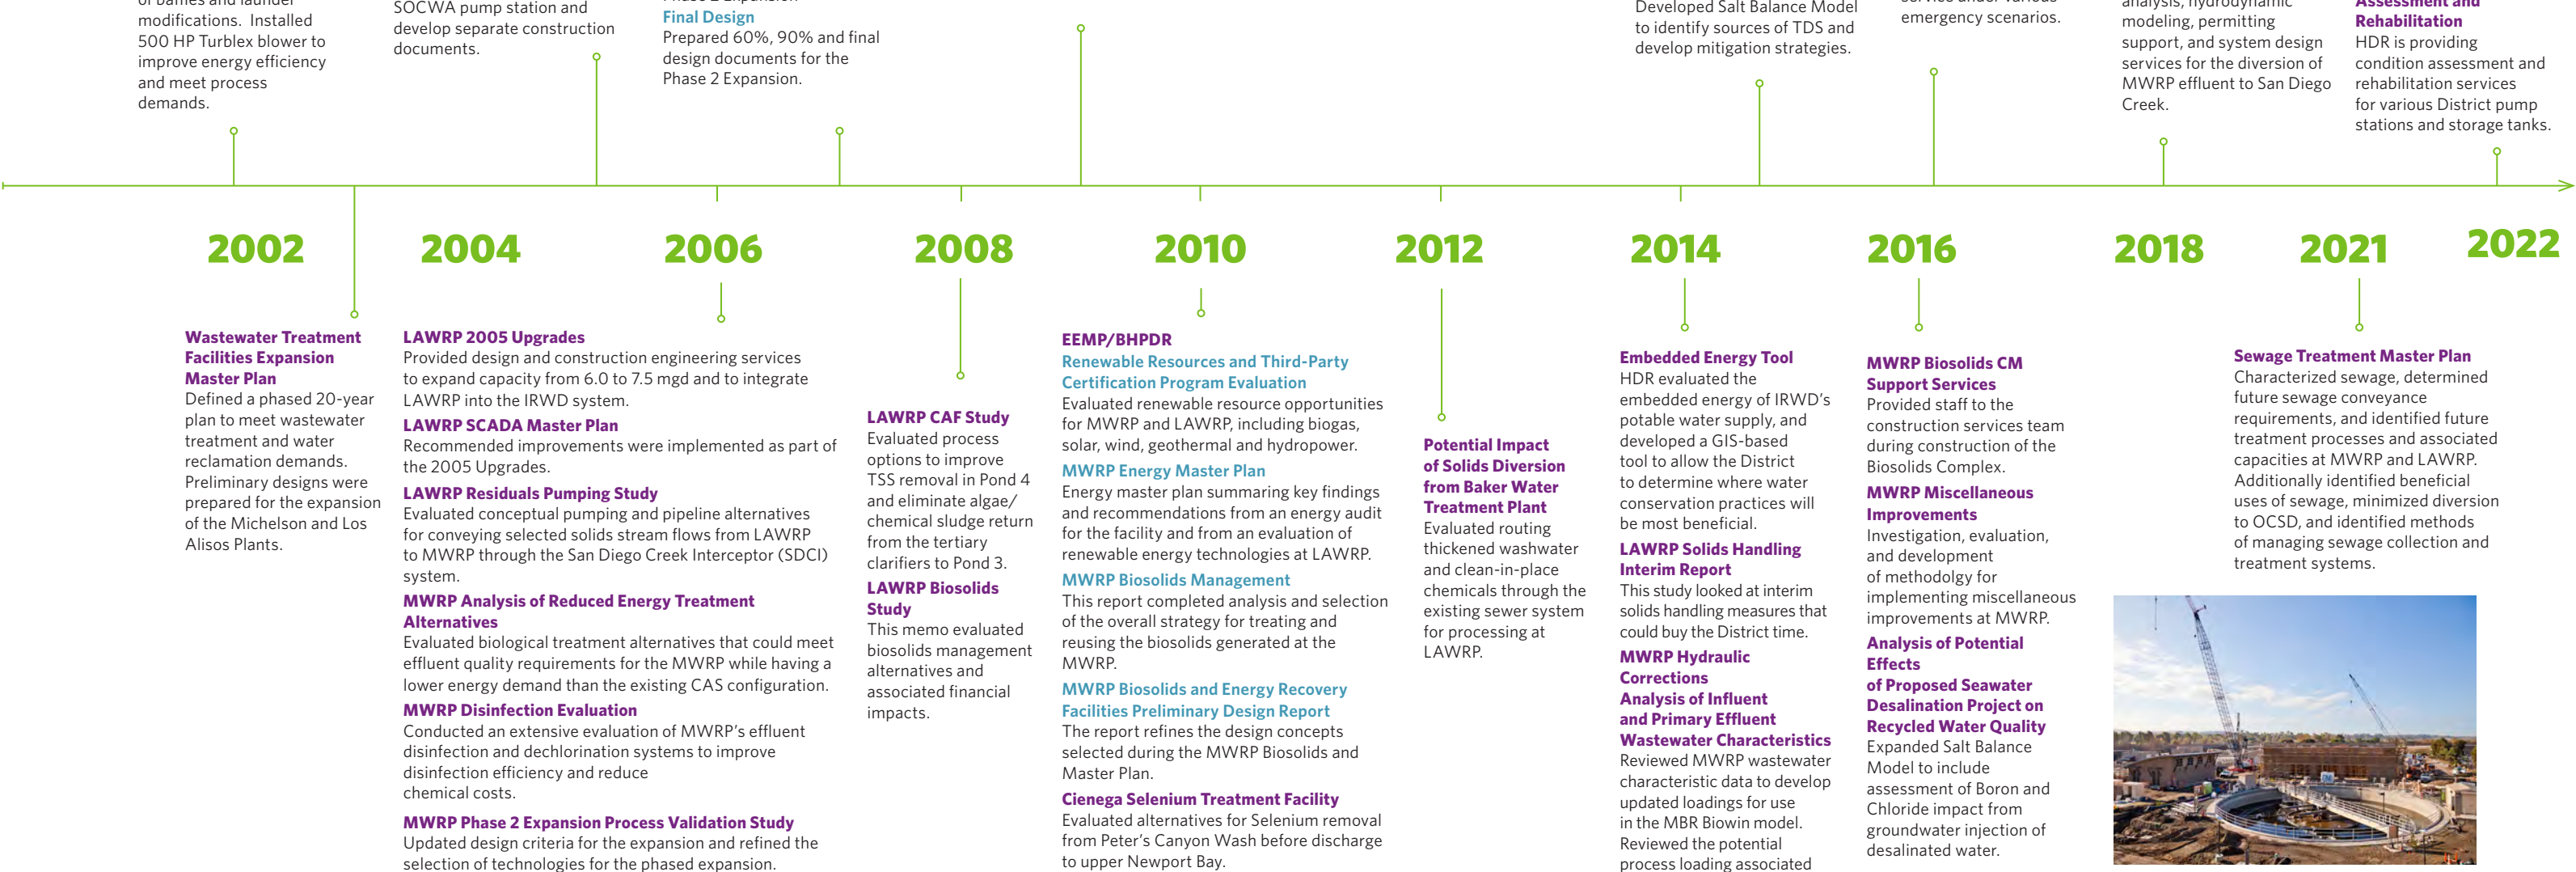 of baffles and launder
modifications.  Installed
500 HP Turblex blower to
improve energy efficiency
and meet process
demands.
SOCWA pump station and
develop separate construction
documents.
Phase 2 Expansion
Final Design
Prepared 60%, 90% and final
design documents for the
Phase 2 Expansion.
Developed Salt Balance Model
to identify sources of TDS and
develop mitigation strategies.
service under various
emergency scenarios.
analysis, hydrodynamic
modeling, permitting
support, and system design
services for the diversion of
MWRP effluent to San Diego
Creek.
Assessment and
Rehabilitation
HDR is providing
condition assessment and
rehabilitation services
for various District pump
stations and storage tanks.
2002
2004
2006
2008
2010
2012
2014
2016
2018
2021
2022
Wastewater Treatment
Facilities Expansion
Master Plan
Defined a phased 20-year
plan to meet wastewater
treatment and water
reclamation demands.
Preliminary designs were
prepared for the expansion
of the Michelson and Los
Alisos Plants.
LAWRP 2005 Upgrades
Provided design and construction engineering services
to expand capacity from 6.0 to 7.5 mgd and to integrate
LAWRP into the IRWD system.
LAWRP SCADA Master Plan
Recommended improvements were implemented as part of
the 2005 Upgrades.
LAWRP Residuals Pumping Study
Evaluated conceptual pumping and pipeline alternatives
for conveying selected solids stream flows from LAWRP
to MWRP through the San Diego Creek Interceptor (SDCI)
system.
MWRP Analysis of Reduced Energy Treatment
Alternatives
Evaluated biological treatment alternatives that could meet
effluent quality requirements for the MWRP while having a
lower energy demand than the existing CAS configuration.
MWRP Disinfection Evaluation
Conducted an extensive evaluation of MWRP's effluent
disinfection and dechlorination systems to improve
disinfection efficiency and reduce
chemical costs.
MWRP Phase 2 Expansion Process Validation Study
Updated design criteria for the expansion and refined the
selection of technologies for the phased expansion.
LAWRP CAF Study
Evaluated process
options to improve
TSS removal in Pond 4
and eliminate algae/
chemical sludge return
from the tertiary
clarifiers to Pond 3.
LAWRP Biosolids
Study
This memo evaluated
biosolids management
alternatives and
associated financial
impacts.
EEMP/BHPDR
Renewable Resources and Third-Party
Certification Program Evaluation
Evaluated renewable resource opportunities
for MWRP and LAWRP, including biogas,
solar, wind, geothermal and hydropower.
MWRP Energy Master Plan
Energy master plan summaring key findings
and recommendations from an energy audit
for the facility and from an evaluation of
renewable energy technologies at LAWRP.
MWRP Biosolids Management
This report completed analysis and selection
of the overall strategy for treating and
reusing the biosolids generated at the
MWRP.
MWRP Biosolids and Energy Recovery
Facilities Preliminary Design Report
The report refines the design concepts
selected during the MWRP Biosolids and
Master Plan.
Cienega Selenium Treatment Facility
Evaluated alternatives for Selenium removal
from Peter's Canyon Wash before discharge
to upper Newport Bay.
Potential Impact
of Solids Diversion
from Baker Water
Treatment Plant
Evaluated routing
thickened washwater
and clean-in-place
chemicals through the
existing sewer system
for processing at
LAWRP.
Embedded Energy Tool
HDR evaluated the
embedded energy of IRWD's
potable water supply, and
developed a GIS-based
tool to allow the District
to determine where water
conservation practices will
be most beneficial.
LAWRP Solids Handling
Interim Report
This study looked at interim
solids handling measures that
could buy the District time.
MWRP Hydraulic
Corrections
Analysis of Influent
and Primary Effluent
Wastewater Characteristics
Reviewed MWRP wastewater
characteristic data to develop
updated loadings for use
in the MBR Biowin model.
Reviewed the potential
process loading associated
MWRP Biosolids CM
Support Services
Provided staff to the
construction services team
during construction of the
Biosolids Complex.
MWRP Miscellaneous
Improvements
Investigation, evaluation,
and development
of methodolgy for
implementing miscellaneous
improvements at MWRP.
Analysis of Potential
Effects
of Proposed Seawater
Desalination Project on
Recycled Water Quality
Expanded Salt Balance
Model to include
assessment of Boron and
Chloride impact from
groundwater injection of
desalinated water.
Sewage Treatment Master Plan
Characterized sewage, determined
future sewage conveyance
requirements, and identified future
treatment processes and associated
capacities at MWRP and LAWRP.
Additionally identified beneficial
uses of sewage, minimized diversion
to OCSD, and identified methods
of managing sewage collection and
treatment systems.